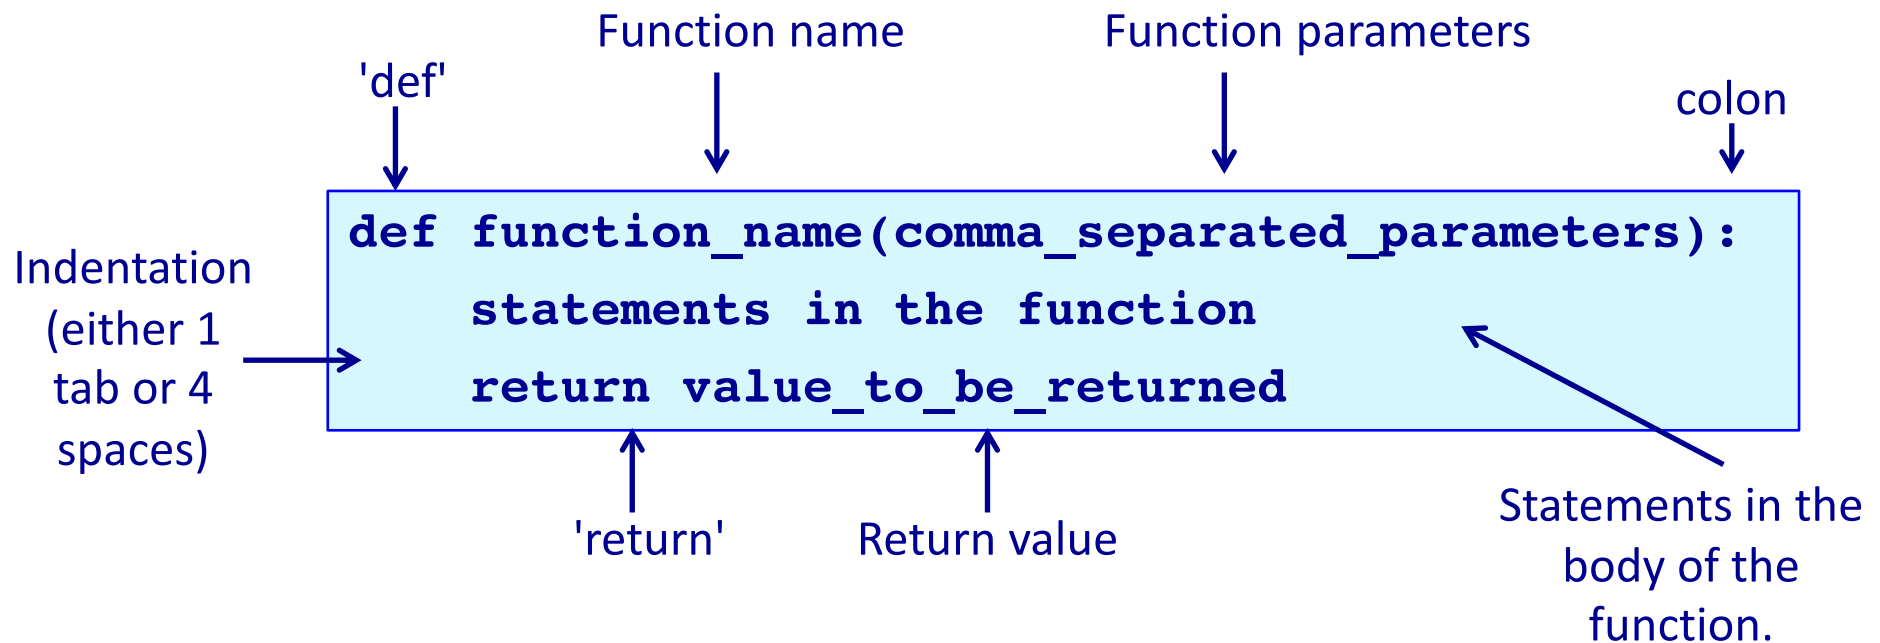 Function name
Function parameters
'def'
colon
def function_name(comma_separated_parameters):
statements in the function
return value_to_be_returned
Indentation
(either 1
tab or 4
spaces)
'return'
Return value
Statements in the
body of the
function.